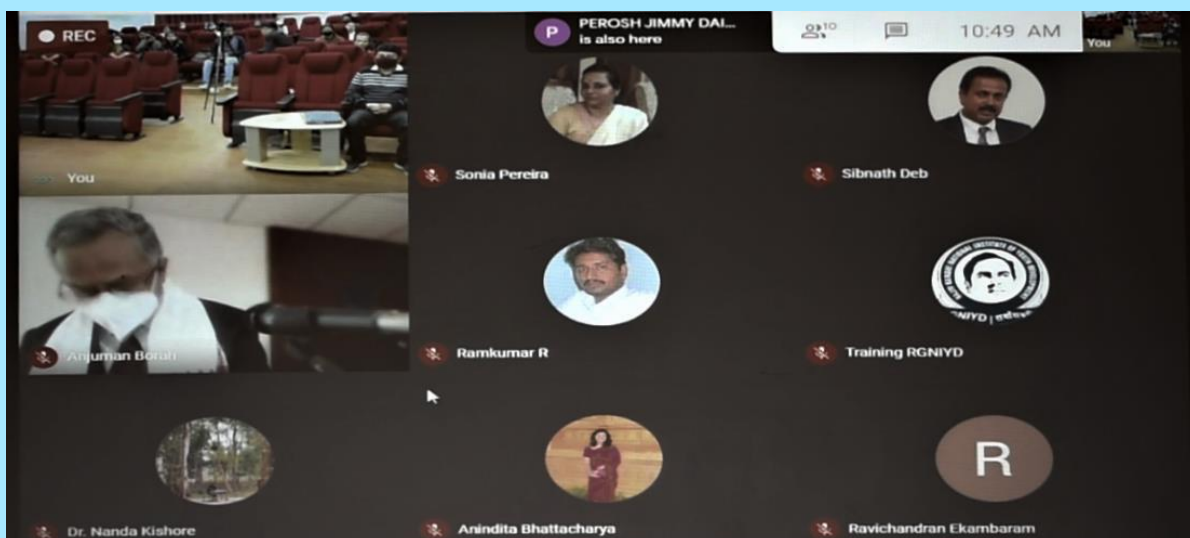 REC
P
PEROSH JIMMY DAI...
is also here
10
10:49 AM
You
You
Sonia Pereira
Sibnath Deb
Anjuman Borah
Ramkumar R
Training RGNIYD
R
Dr. Nanda Kishore
Anindita Bhattacharya
Ravichandran Ekambaram